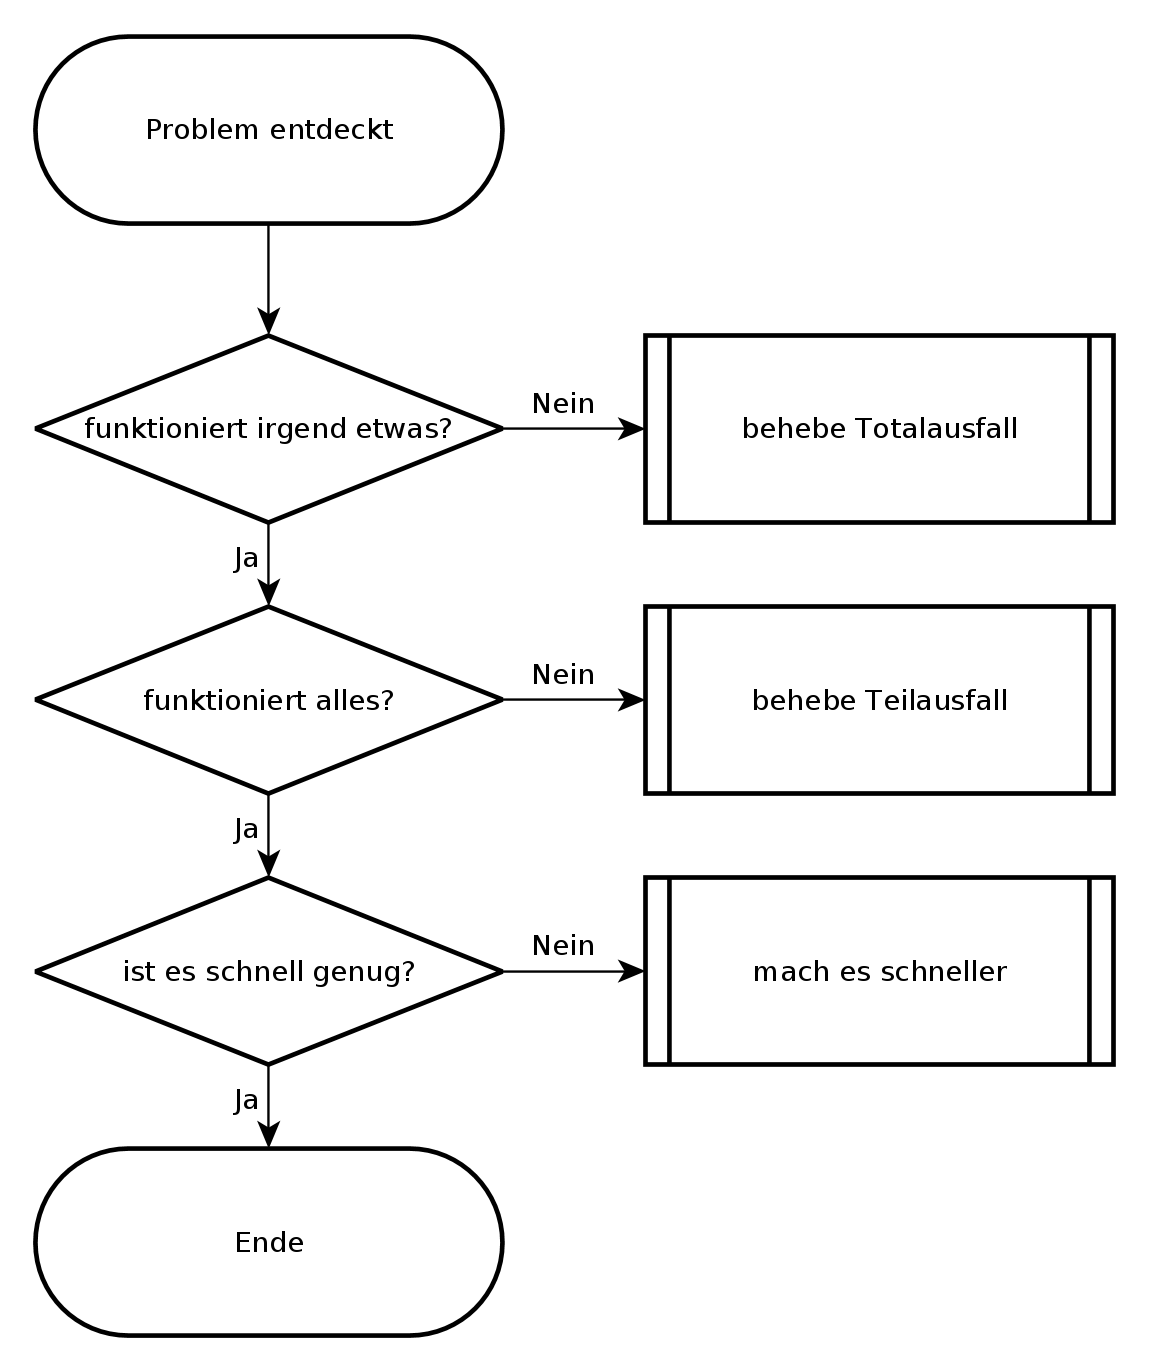 Problem entdeckt
funktioniert irgend etwas?
Nein
behebe Totalausfall
Ja
funktioniert alles?
Nein
behebe Teilausfall
Ja
ist es schnell genug?
Nein
mach es schneller
Ja
Ende